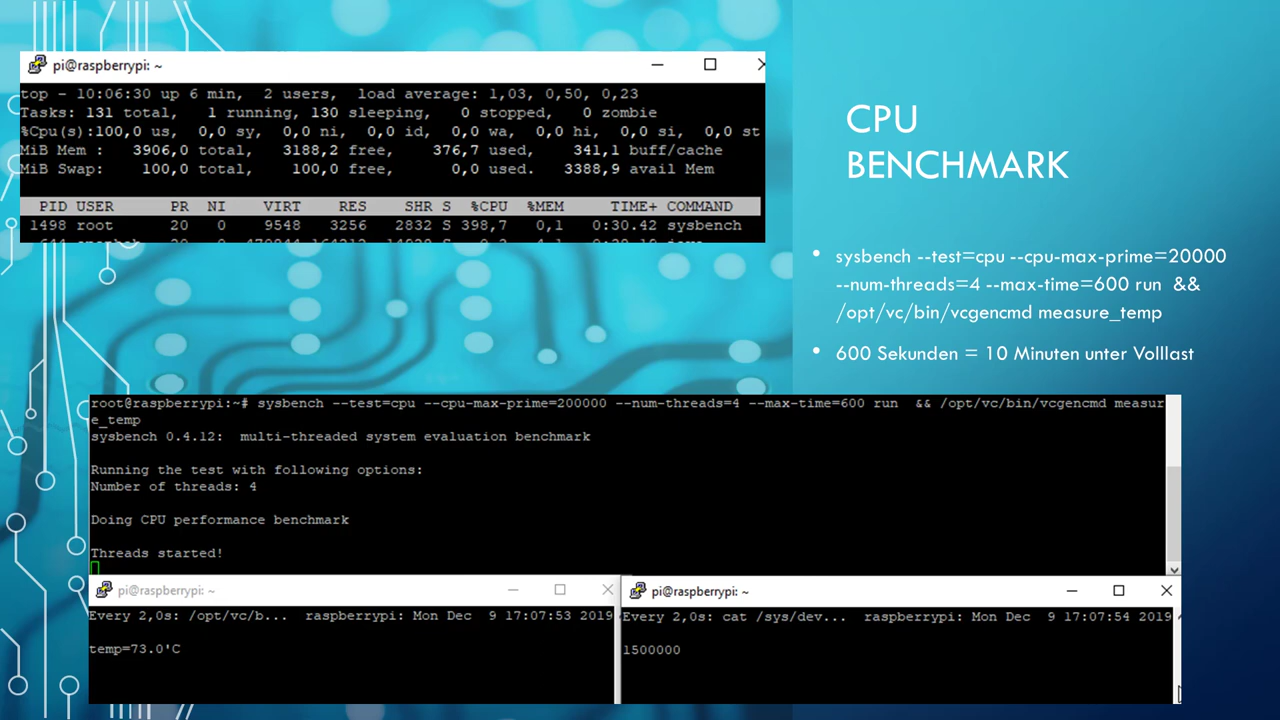 pi@raspberrypi: ~
top - 10:06:30 up 6 min,  2 users,  load average: 1,03, 0,50, 0,23
Tasks: 131 total,   1 running, 130 sleeping,   0 stopped,   0 zombie
%Cpu(s):100,0 us,  0,0 sy,  0,0 ni,  0,0 id,  0,0 wa,  0,0 hi,  0,0 si,  0,0 st
MiB Mem :   3906,0 total,   3188,2 free,    376,7 used,    341,1 buff/cache
MiB Swap:    100,0 total,    100,0 free,      0,0 used.   3388,9 avail Mem
PID USER      PR  NI    VIRT    RES    SHR S  %CPU  %MEM     TIME+ COMMAND
1498 root      20   0    9548   3256   2832 S 398,7   0,1   0:30.42 sysbench
CPU
BENCHMARK
• sysbench --test=cpu --cpu-max-prime=20000
--num-threads=4 --max-time=600 run  &&
/opt/vc/bin/vcgencmd measure_temp
• 600 Sekunden = 10 Minuten unter Volllast
root@raspberrypi:~# sysbench --test=cpu --cpu-max-prime=200000 --num-threads=4 --max-time=600 run  && /opt/vc/bin/vcgencmd measur
e_temp
sysbench 0.4.12:  multi-threaded system evaluation benchmark
Running the test with following options:
Number of threads: 4
Doing CPU performance benchmark
Threads started!
pi@raspberrypi: ~
Every 2,0s: /opt/vc/b...  raspberrypi: Mon Dec  9 17:07:53 2019
temp=73.0'C
pi@raspberrypi: ~
Every 2,0s: cat /sys/dev...  raspberrypi: Mon Dec  9 17:07:54 2019
1500000